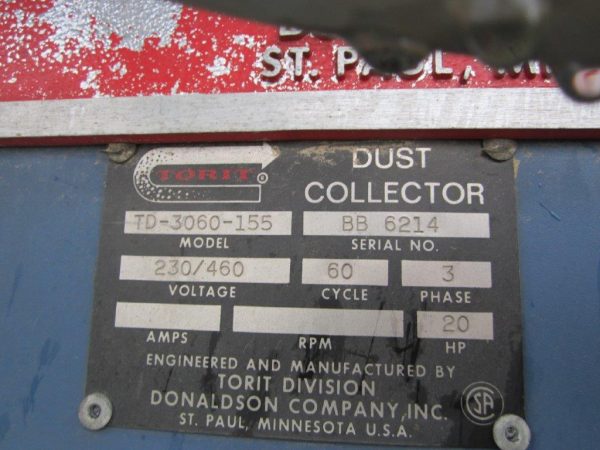 ST. PAUL, MI
TORIT ®
DUST
COLLECTOR
TD-3060-155 BB 6214
MODEL SERIAL NO.
230/460 60 3
VOLTAGE CYCLE PHASE
20
AMPS RPM HP
ENGINEERED AND MANUFACTURED BY
TORIT DIVISION
DONALDSON COMPANY, INC.
ST. PAUL, MINNESOTA U.S.A.